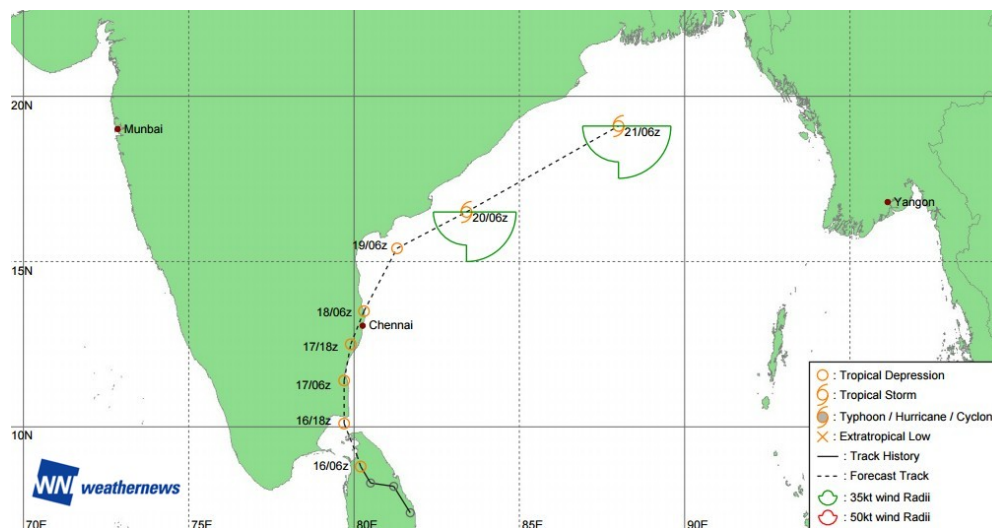 20N
Mumbai
21/06z
Yangon
20/06z
19/06z
15N
18/06z
Chennai
17/18z
17/06z
16/18z
10N
16/06z
: Tropical Depression
: Tropical Storm
: Typhoon / Hurricane / Cyclon
: Extratropical Low
: Track History
: Forecast Track
: 35kt wind Radii
: 50kt wind Radii
WN weathernews
70E
75E
80E
85E
90E